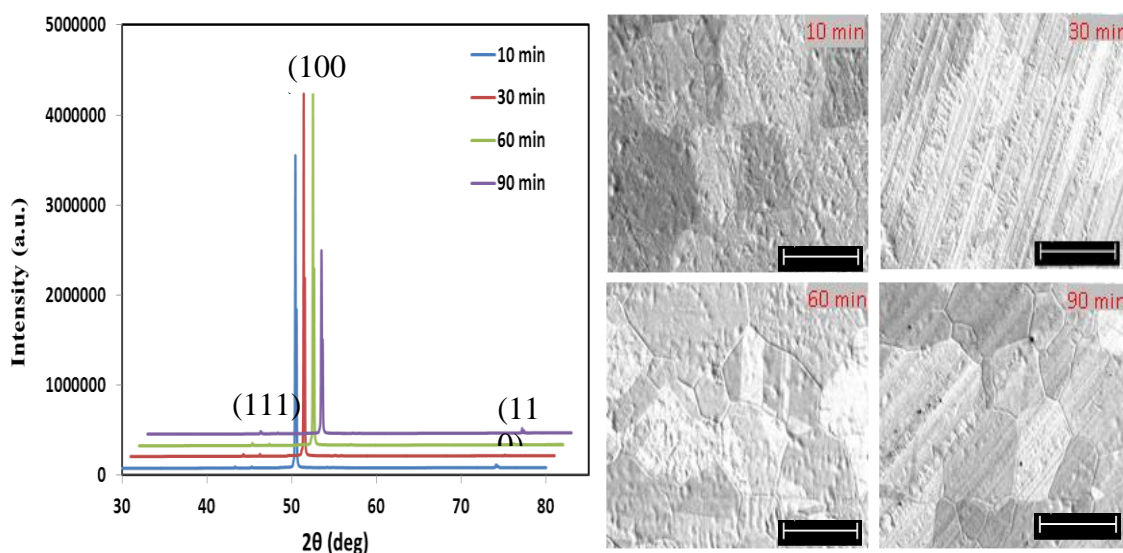 5000000
4000000
3000000
2000000
1000000
0
Intensity (a.u.)
30
40
50
60
70
80
2θ (deg)
10 min
30 min
60 min
90 min
(100
(111)
(11
10 min
30 min
60 min
90 min